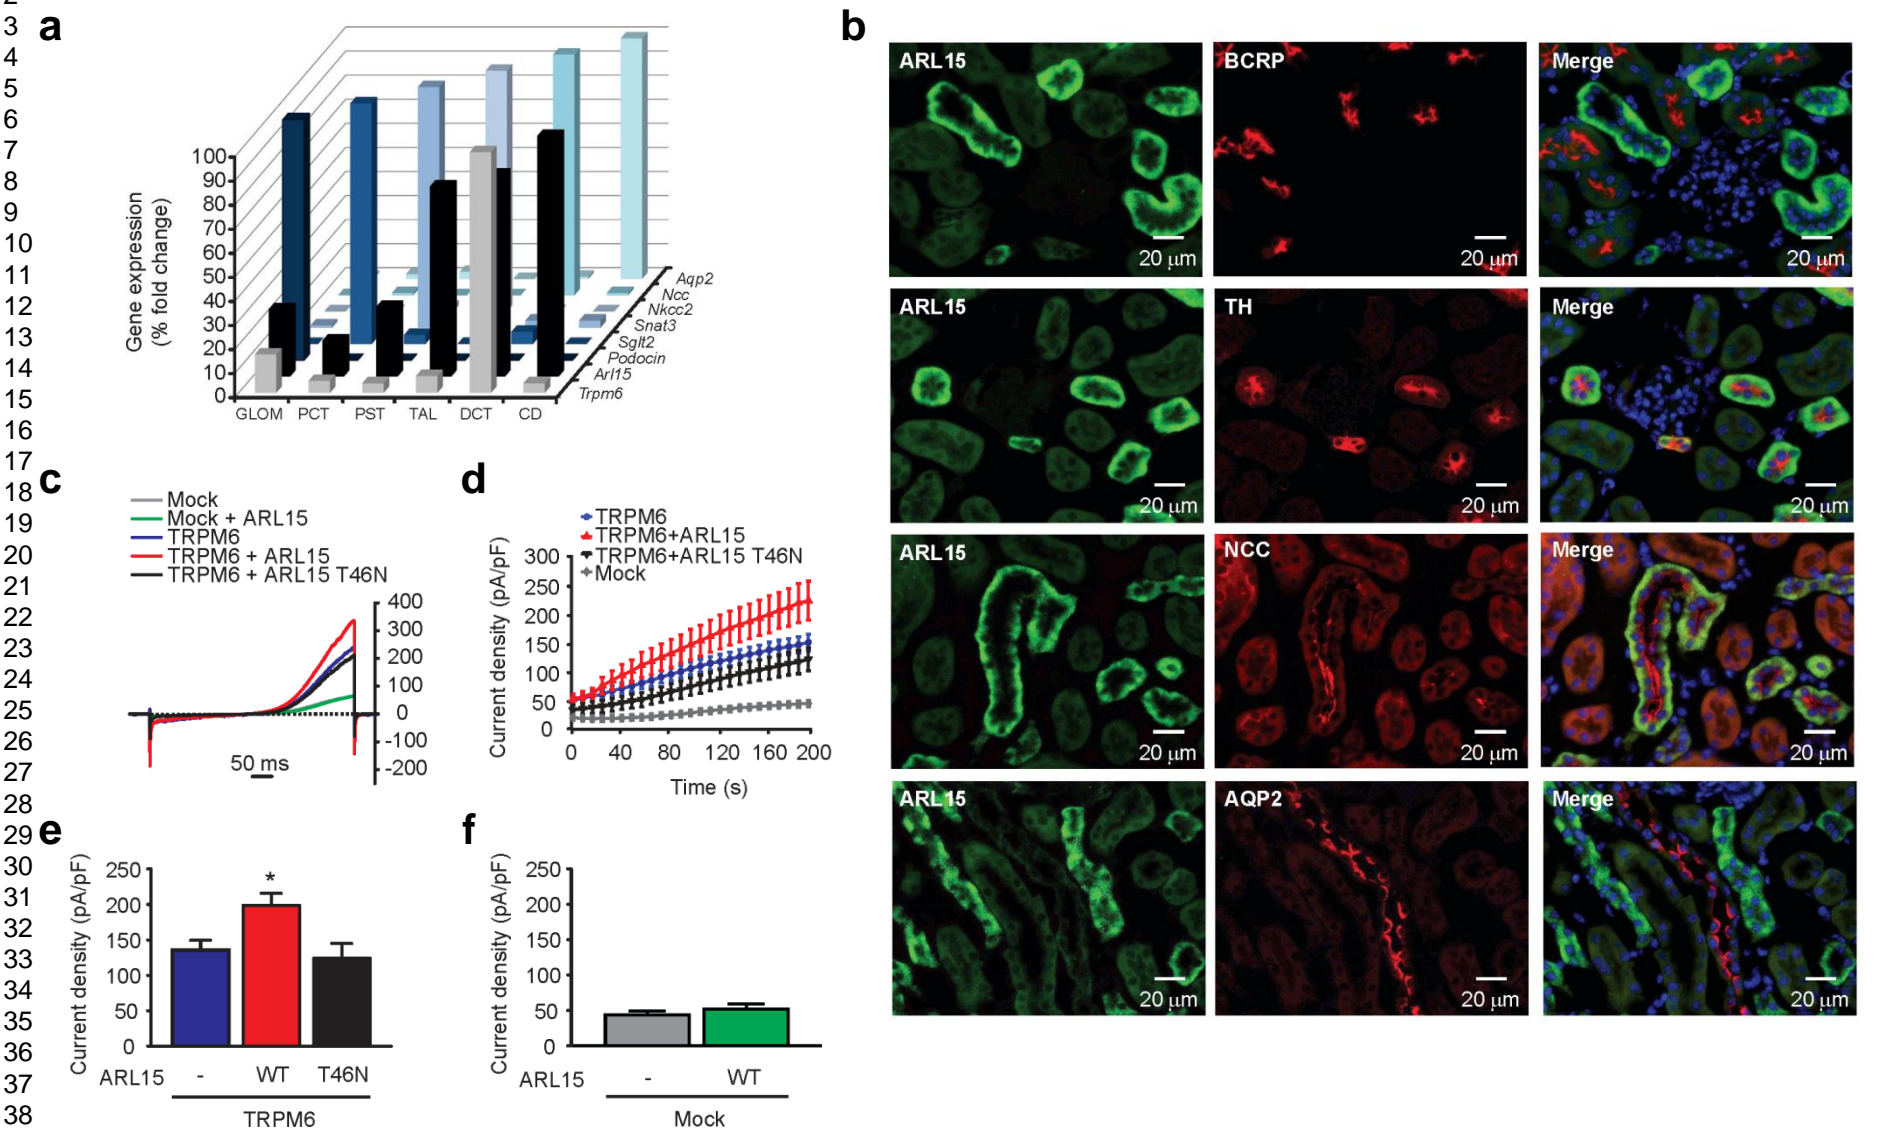 2
3
4
5
6
7
8
9
10
11
12
13
14
15
16
17
18
19
20
21
22
23
24
25
26
27
28
29
30
31
32
33
34
35
36
37
38
a
Gene expression
(% fold change)
100
90
80
70
60
50
40
30
20
10
0
GLOM PCT PST TAL DCT CD
Aqp2
Ncc
Nkcc2
Snat3
Sglt2
Podocin
Arl15
Trpm6
b
ARL15 BCRP Merge
20 μm 20 μm 20 μm
ARL15 TH Merge
20 μm 20 μm 20 μm
ARL15 NCC Merge
20 μm 20 μm 20 μm
ARL15 AQP2 Merge
20 μm 20 μm 20 μm
c
Mock
Mock + ARL15
TRPM6
TRPM6 + ARL15
TRPM6 + ARL15 T46N
400
300
200
100
0
-100
-200
50 ms
d
TRPM6
TRPM6+ARL15
TRPM6+ARL15 T46N
Mock
Current density (pA/pF)
300
250
200
150
100
50
0
0 40 80 120 160 200
Time (s)
e
Current density (pA/pF)
250
200
150
100
50
0
*
ARL15 - WT T46N
TRPM6
f
Current density (pA/pF)
250
200
150
100
50
0
ARL15 - WT
Mock